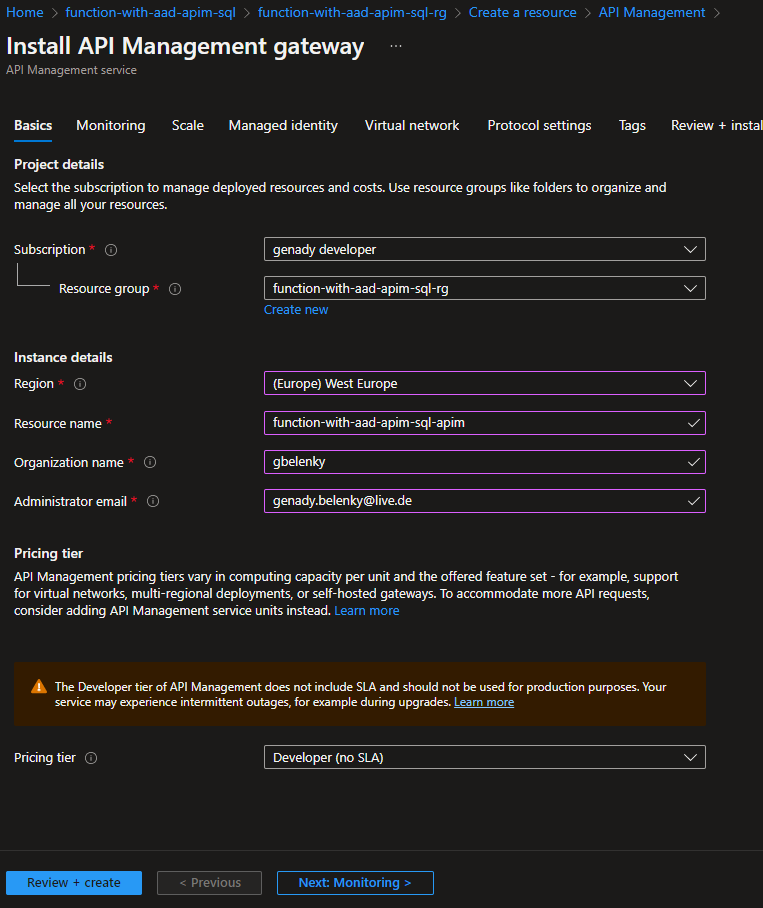 Home > function-with-aad-apim-sql > function-with-aad-apim-sql-rg > Create a resource > API Management >
Install API Management gateway ...
API Management service
Basics Monitoring Scale Managed identity Virtual network Protocol settings Tags Review + instal
Project details
Select the subscription to manage deployed resources and costs. Use resource groups like folders to organize and
manage all your resources.
Subscription * genady developer
Resource group * function-with-aad-apim-sql-rg
Create new
Instance details
Region * (Europe) West Europe
Resource name * function-with-aad-apim-sql-apim
Organization name * gbelenky
Administrator email * genady.belenky@live.de
Pricing tier
API Management pricing tiers vary in computing capacity per unit and the offered feature set - for example, support
for virtual networks, multi-regional deployments, or self-hosted gateways. To accommodate more API requests,
consider adding API Management service units instead. Learn more
The Developer tier of API Management does not include SLA and should not be used for production purposes. Your
service may experience intermittent outages, for example during upgrades. Learn more
Pricing tier Developer (no SLA)
Review + create < Previous Next: Monitoring >